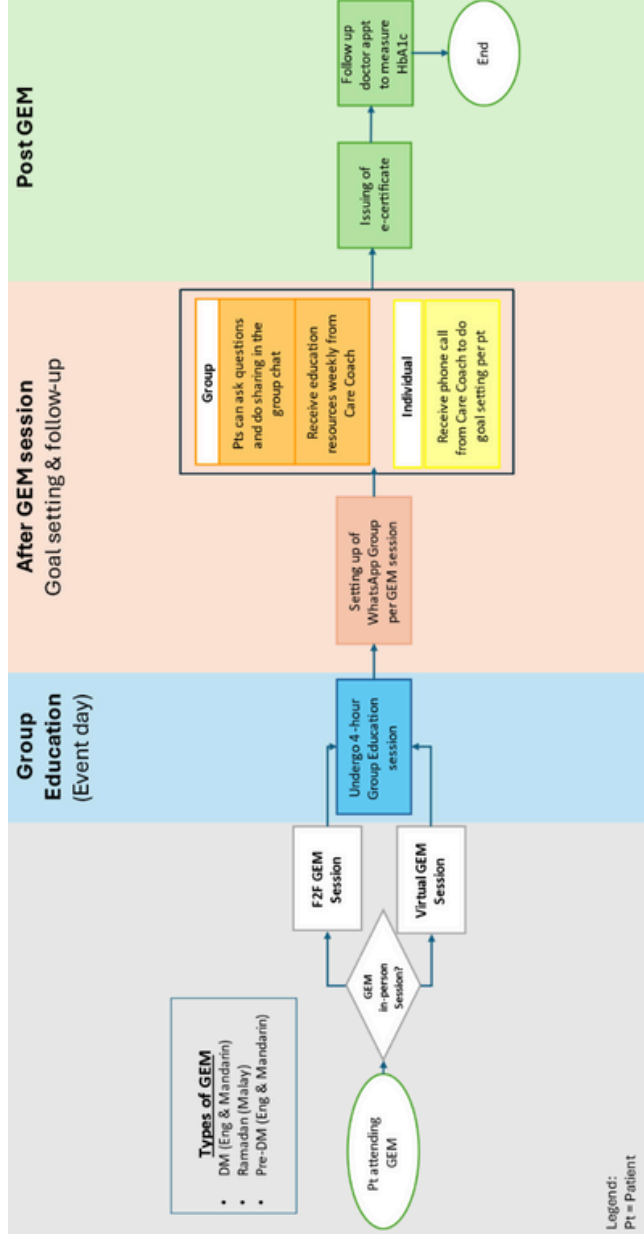 Types of GEM
• DM (Eng & Mandarin)
• Ramadan (Malay)
• Pre-DM (Eng & Mandarin)
Pt attending
GEM
GEM
in-person
Session?
F2F GEM
Session
Virtual GEM
Session
Legend:
Pt = Patient
Group
Education
(Event day)
Undergo 4-hour
Group Education
session
After GEM session
Goal setting & follow-up
Setting up of
WhatsApp Group
per GEM session
Group
Pts can ask questions
and do sharing in the
group chat
Receive education
resources weekly from
Care Coach
Individual
Receive phone call
from Care Coach to do
goal setting per pt
Post GEM
Issuing of
e-certificate
Follow up
doctor appt
to measure
HbA1c
End